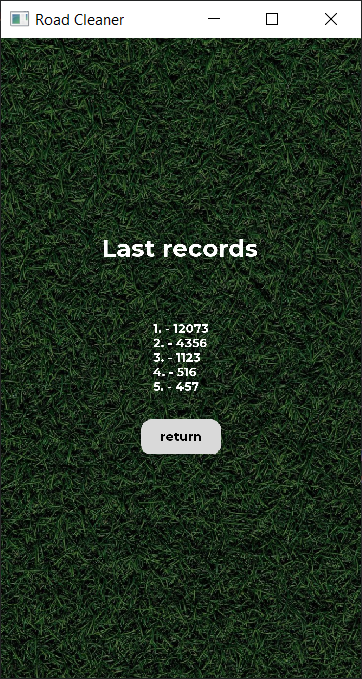 Road Cleaner
Last records
1. - 12073
2. - 4356
3. - 1123
4. - 516
5. - 457
return